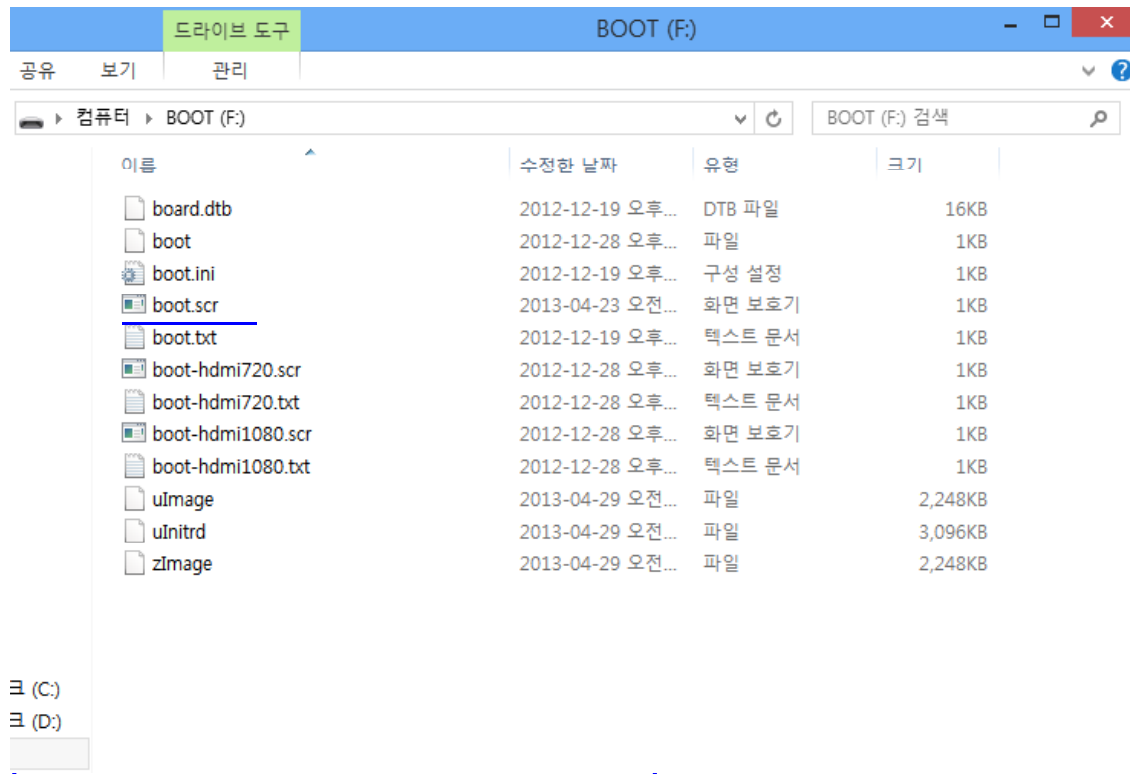 드라이브 도구 BOOT (F:)
공유 보기 관리
컴퓨터 BOOT (F:) BOOT (F:) 검색
이름 수정한 날짜 유형 크기
board.dtb 2012-12-19 오후... DTB 파일 16KB
boot 2012-12-28 오후... 파일 1KB
boot.ini 2012-12-19 오후... 구성 설정 1KB
boot.scr 2013-04-23 오전... 화면 보호기 1KB
boot.txt 2012-12-19 오후... 텍스트 문서 1KB
boot-hdmi720.scr 2012-12-28 오후... 화면 보호기 1KB
boot-hdmi720.txt 2012-12-28 오후... 텍스트 문서 1KB
boot-hdmi1080.scr 2012-12-28 오후... 화면 보호기 1KB
boot-hdmi1080.txt 2012-12-28 오후... 텍스트 문서 1KB
uImage 2013-04-29 오전... 파일 2,248KB
uInitrd 2013-04-29 오전... 파일 3,096KB
zImage 2013-04-29 오전... 파일 2,248KB
크 (C:)
크 (D:)